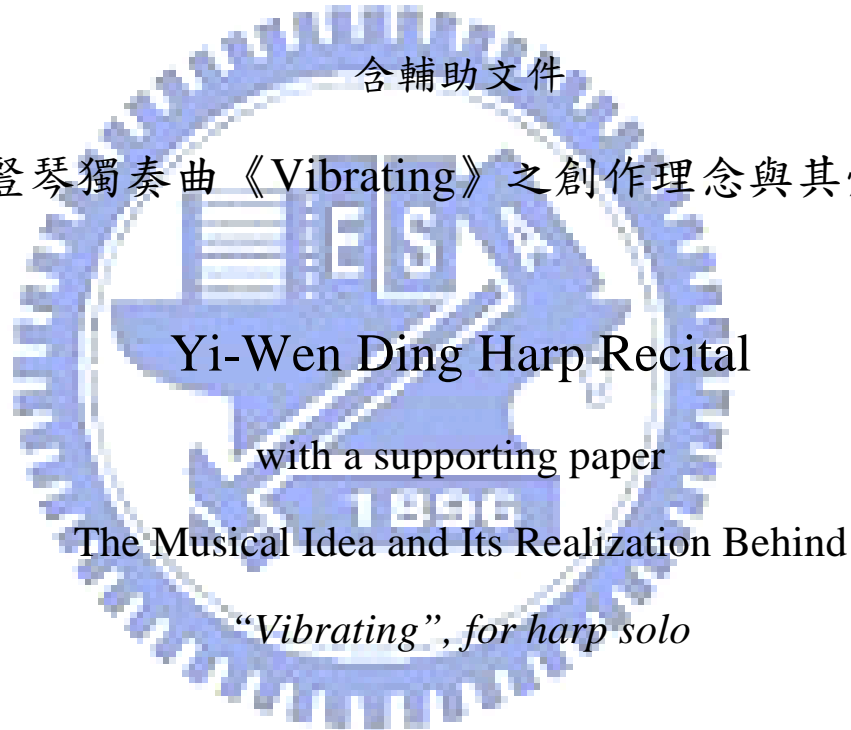 含輔助文件
豎琴獨奏曲《Vibrating》之創作理念與其
E S A
Yi-Wen Ding Harp Recital
with a supporting paper
1896
The Musical Idea and Its Realization Behind
“Vibrating”, for harp solo